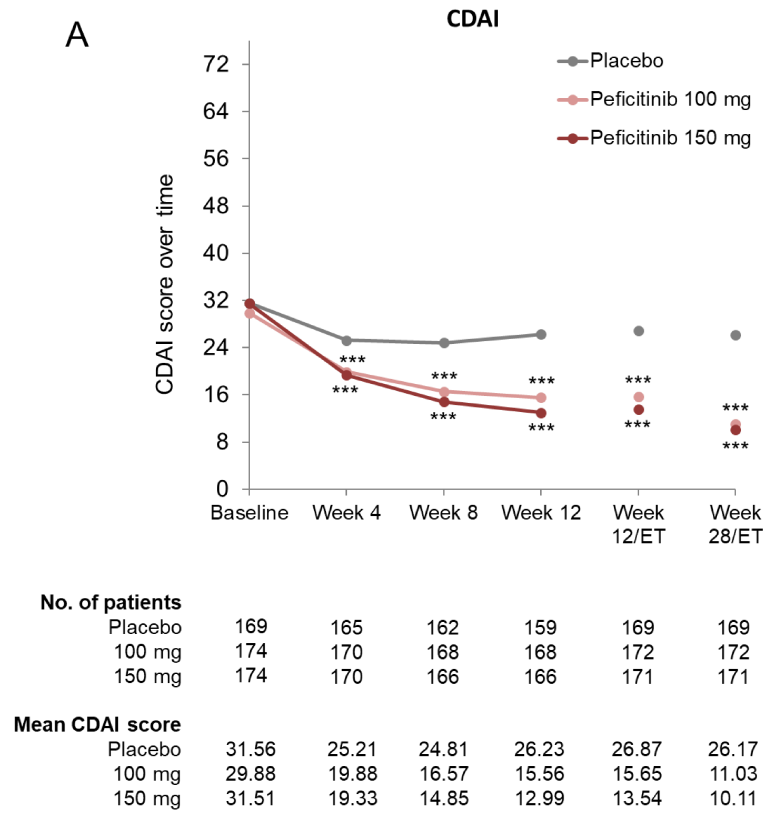 A
CDAI
Placebo
Peficitinib 100 mg
Peficitinib 150 mg
CDAI score over time
72
64
56
48
40
32
24
16
8
0
*** *** *** *** ***
*** *** *** *** ***
Baseline Week 4 Week 8 Week 12 Week 12/ET Week 28/ET
No. of patients
Placebo 169 165 162 159 169 169
100 mg 174 170 168 168 172 172
150 mg 174 170 166 166 171 171
Mean CDAI score
Placebo 31.56 25.21 24.81 26.23 26.87 26.17
100 mg 29.88 19.88 16.57 15.56 15.65 11.03
150 mg 31.51 19.33 14.85 12.99 13.54 10.11